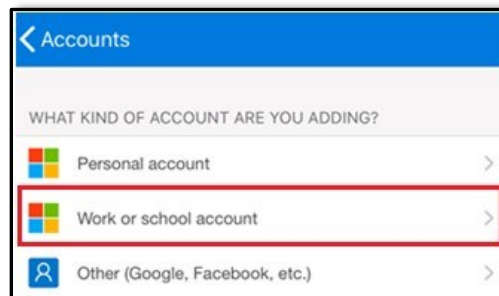 Accounts
WHAT KIND OF ACCOUNT ARE YOU ADDING?
Personal account
Work or school account
Other (Google, Facebook, etc.)